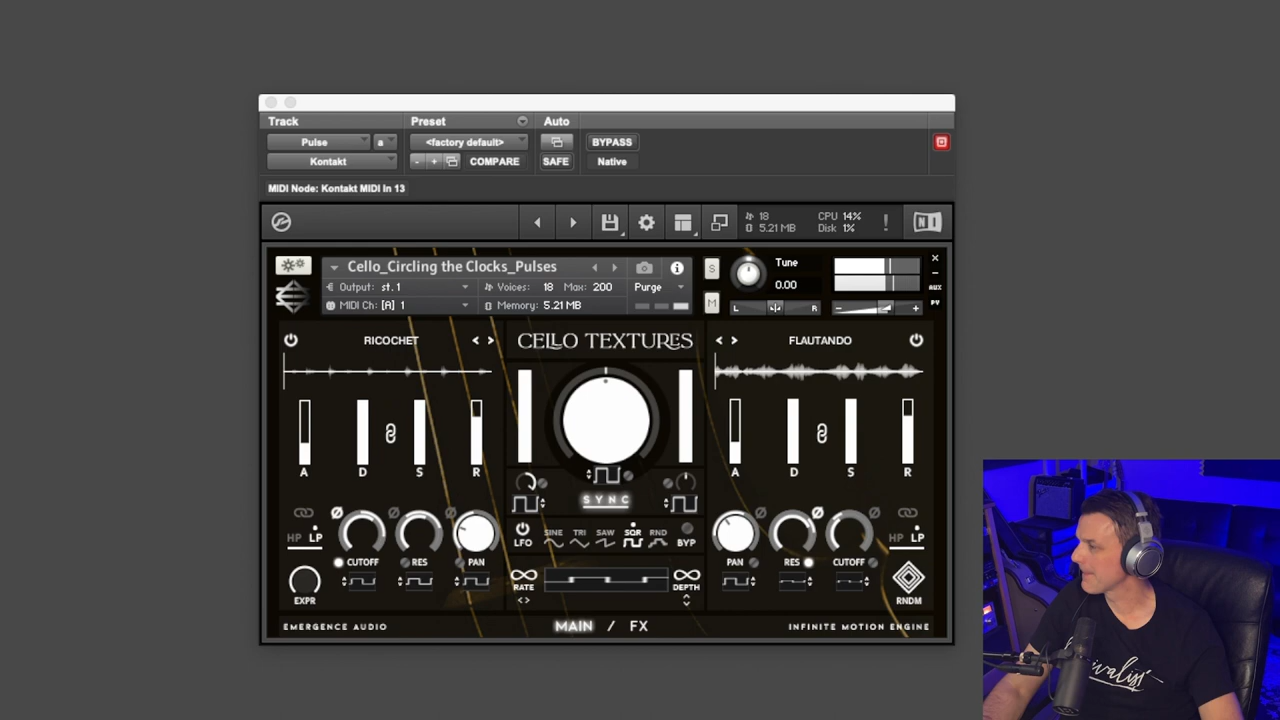 Track Preset Auto
Pulse a <factory default> BYPASS
Kontakt - + COMPARE SAFE Native
MIDI Node: Kontakt MIDI In 13
18 CPU 14% !
5.21 MB Disk 1% NI
Cello_Circling the Clocks_Pulses i S Tune ×
Output: st.1 Voices: 18 Max: 200 Purge 0.00 AUX
MIDI Ch: [A] 1 Memory: 5.21 MB M L R - + PV
RICOCHET < > CELLO TEXTURES < > FLAUTANDO
A D S R A D S R
SYNC
HP LP LFO SINE TRI SAW SQR RND BYP HP LP
CUTOFF RES PAN PAN RES CUTOFF
EXPR RATE DEPTH RNDM
< >
EMERGENCE AUDIO MAIN / FX INFINITE MOTION ENGINE